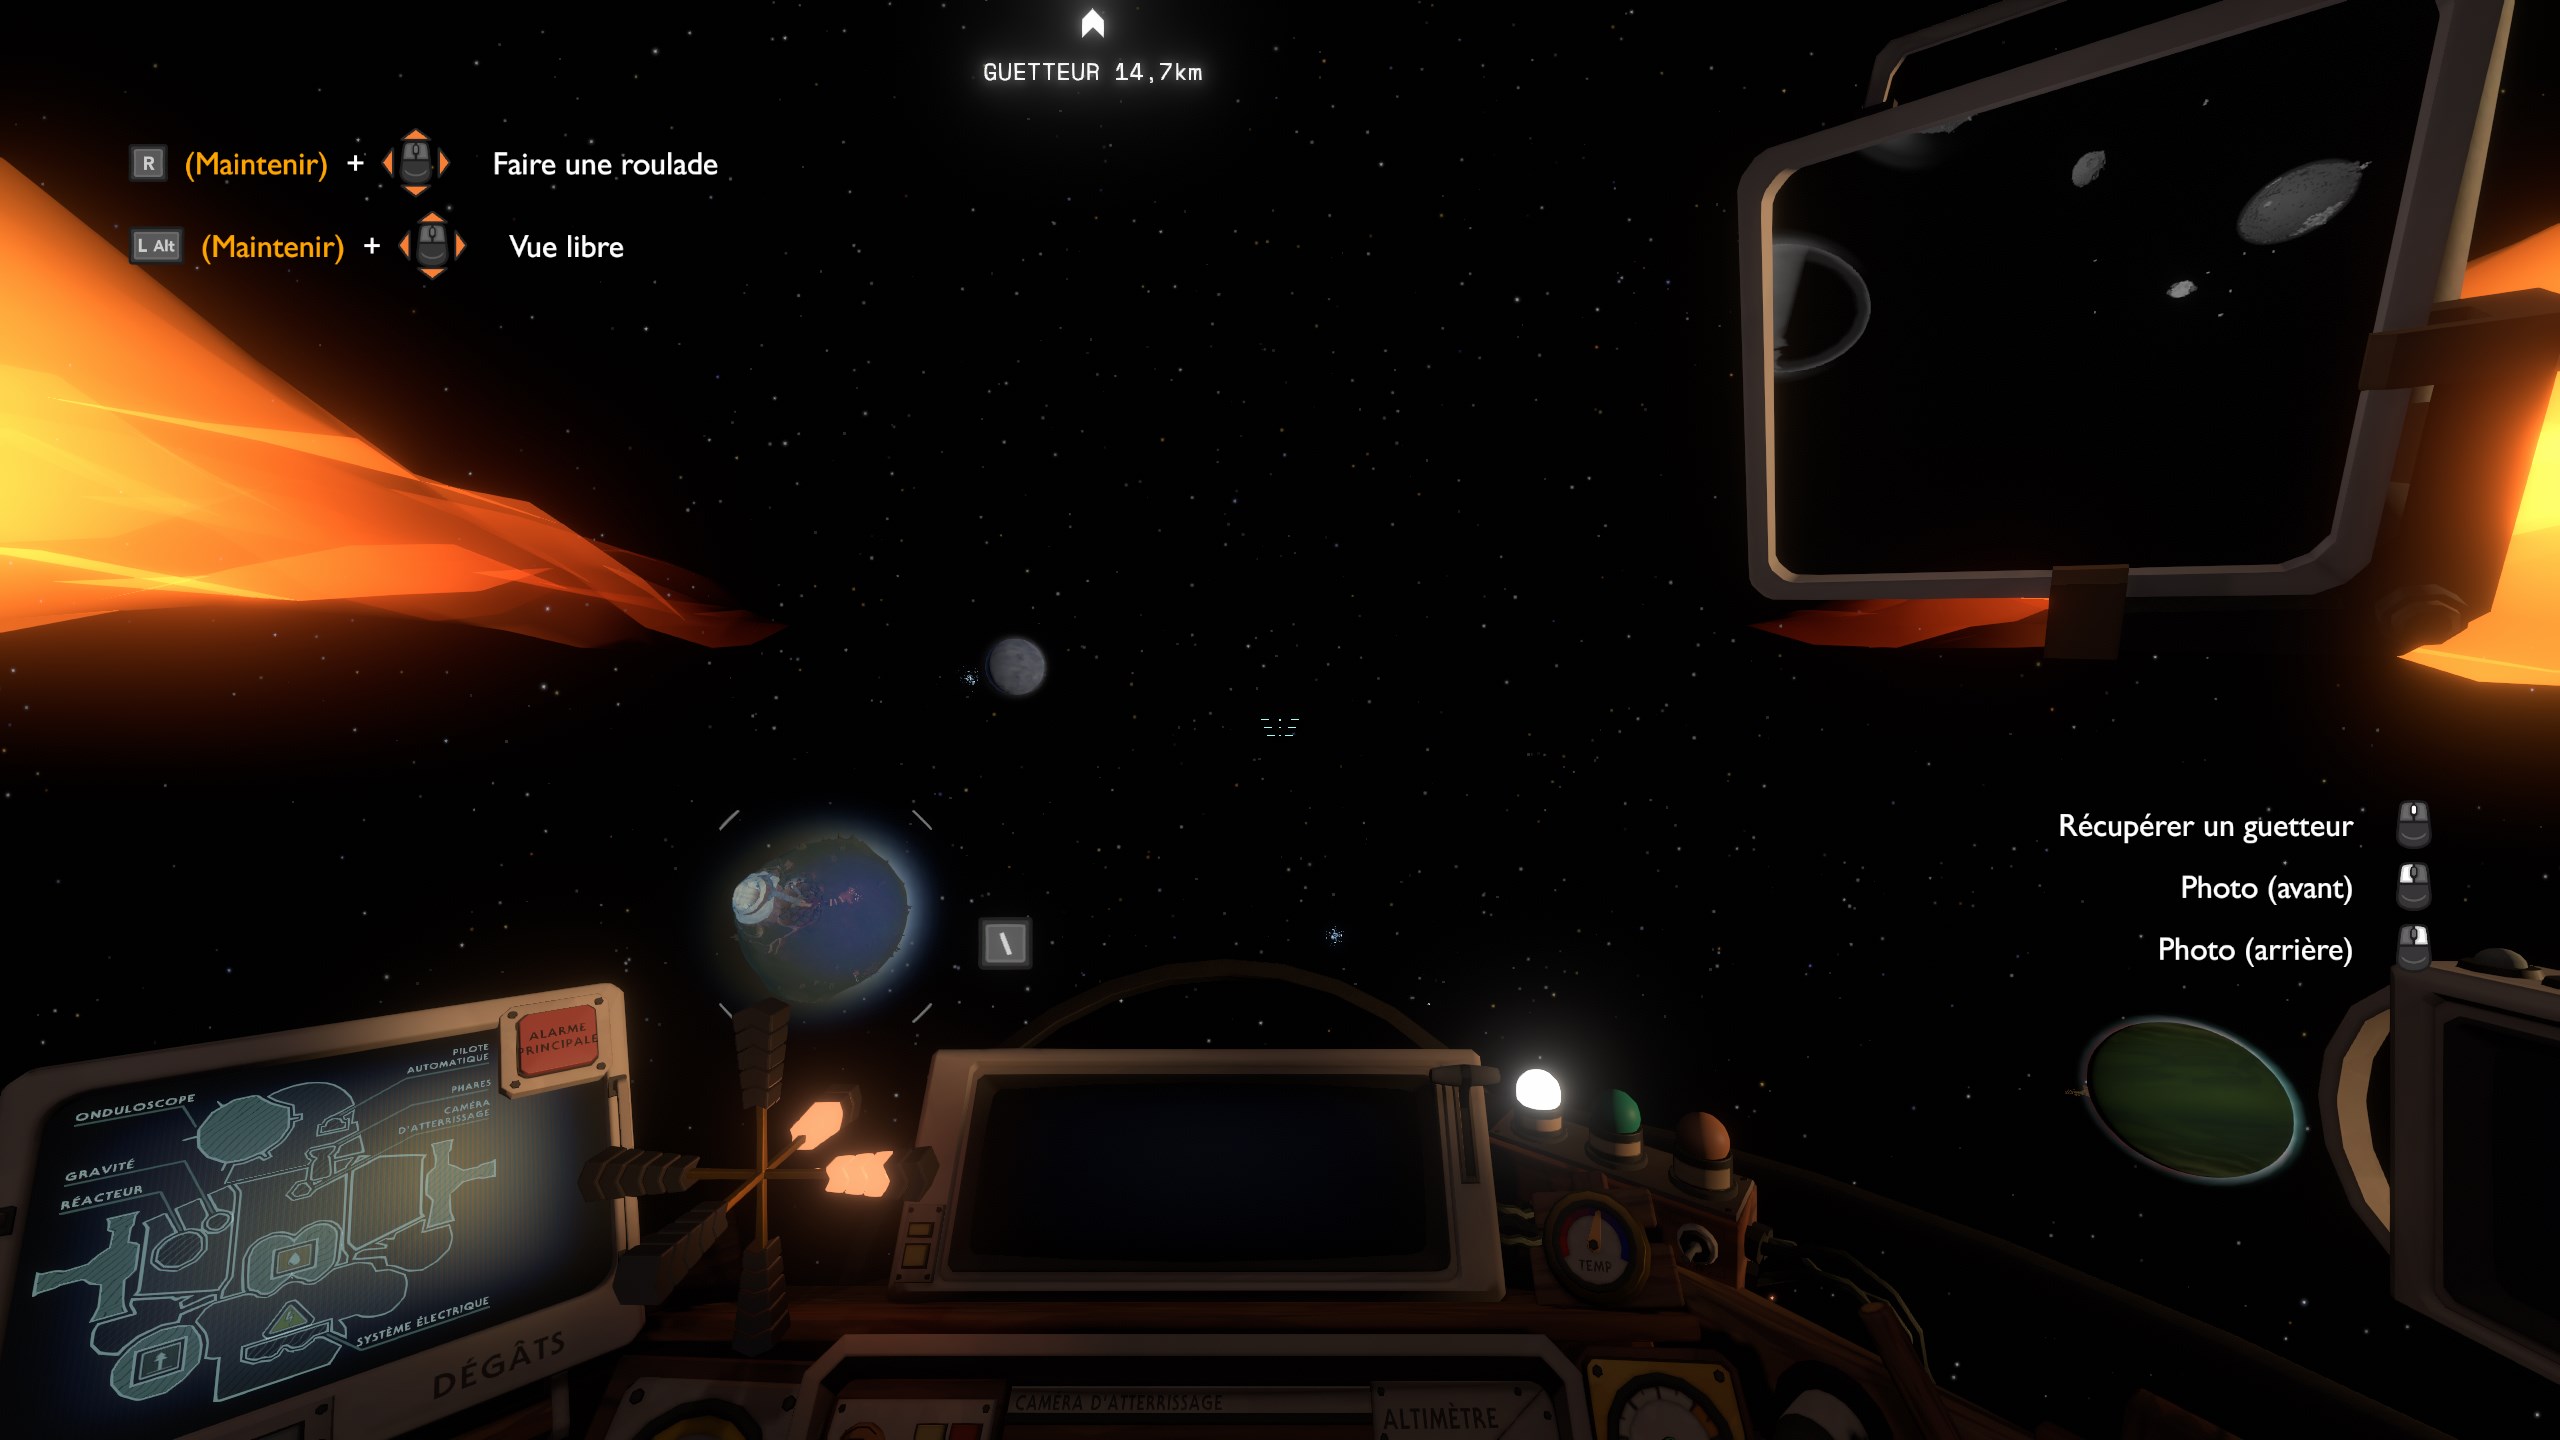 GUETTEUR 14,7km
R (Maintenir) + Faire une roulade
L Alt (Maintenir) + Vue libre
Récupérer un guetteur
Photo (avant)
Photo (arrière)
\
ALARME
PRINCIPALE
PILOTE
AUTOMATIQUE
PHARES
CAMÉRA
D'ATTERRISSAGE
ONDULOSCOPE
GRAVITÉ
RÉACTEUR
SYSTÈME ÉLECTRIQUE
DÉGÂTS
TEMP
CAMÉRA D'ATTERRISSAGE
ALTIMÈTRE